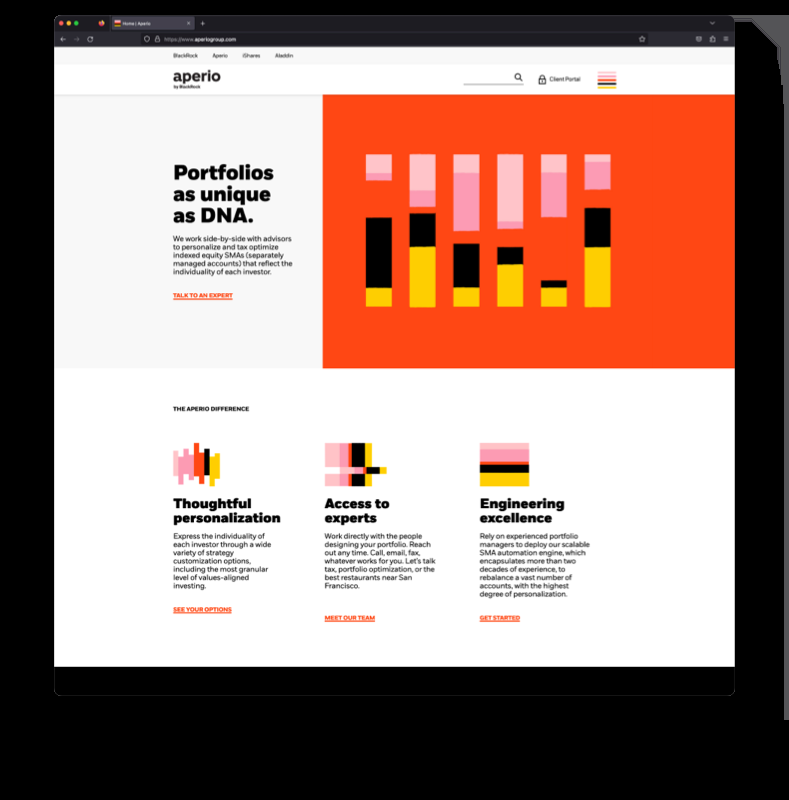 Home | Aperio
https://www.aperiogroup.com
BlackRock Aperio iShares Aladdin
aperio
by BlackRock
Client Portal
Portfolios
as unique
as DNA.
We work side-by-side with advisors
to personalize and tax optimize
indexed equity SMAs (separately
managed accounts) that reflect the
individuality of each investor.
TALK TO AN EXPERT
THE APERIO DIFFERENCE
Thoughtful
personalization
Express the individuality of
each investor through a wide
variety of strategy
customization options,
including the most granular
level of values-aligned
investing.
SEE YOUR OPTIONS
Access to
experts
Work directly with the people
designing your portfolio. Reach
out any time. Call, email, fax,
whatever works for you. Let's talk
tax, portfolio optimization, or the
best restaurants near San
Francisco.
MEET OUR TEAM
Engineering
excellence
Rely on experienced portfolio
managers to deploy our scalable
SMA automation engine, which
encapsulates more than two
decades of experience, to
rebalance a vast number of
accounts, with the highest
degree of personalization.
GET STARTED